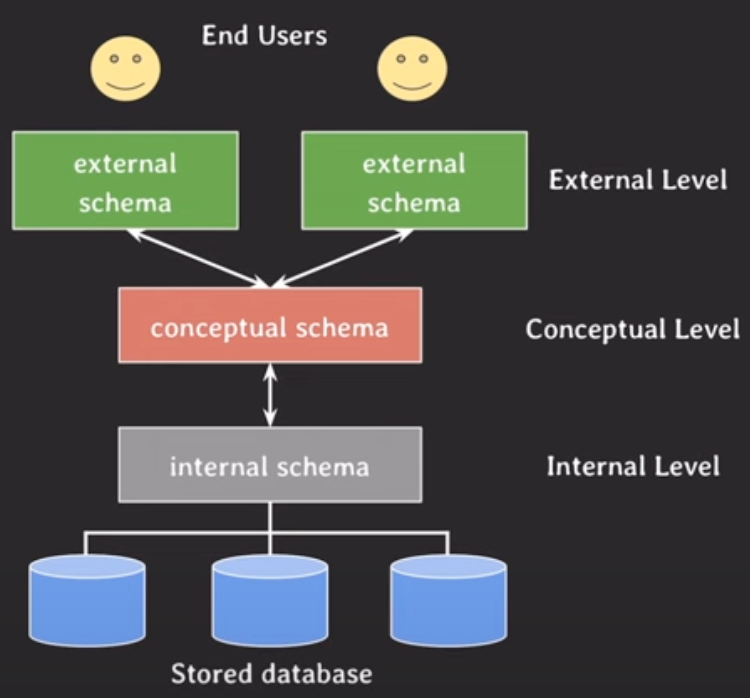 End Users
external
schema
external
schema
External Level
conceptual schema
Conceptual Level
internal schema
Internal Level
Stored database